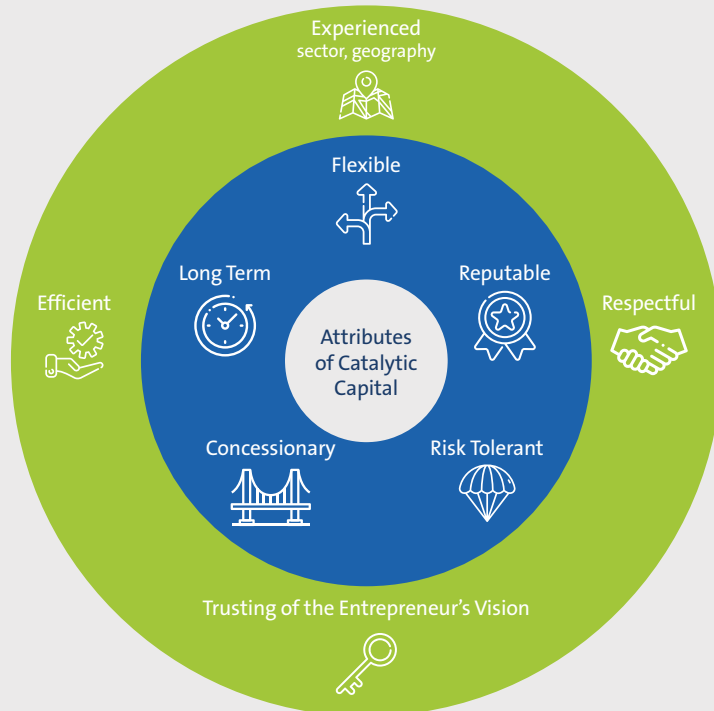 Experienced
sector, geography
Flexible
Long Term
Reputable
Efficient
Respectful
Attributes
of Catalytic
Capital
Concessionary
Risk Tolerant
Trusting of the Entrepreneur’s Vision